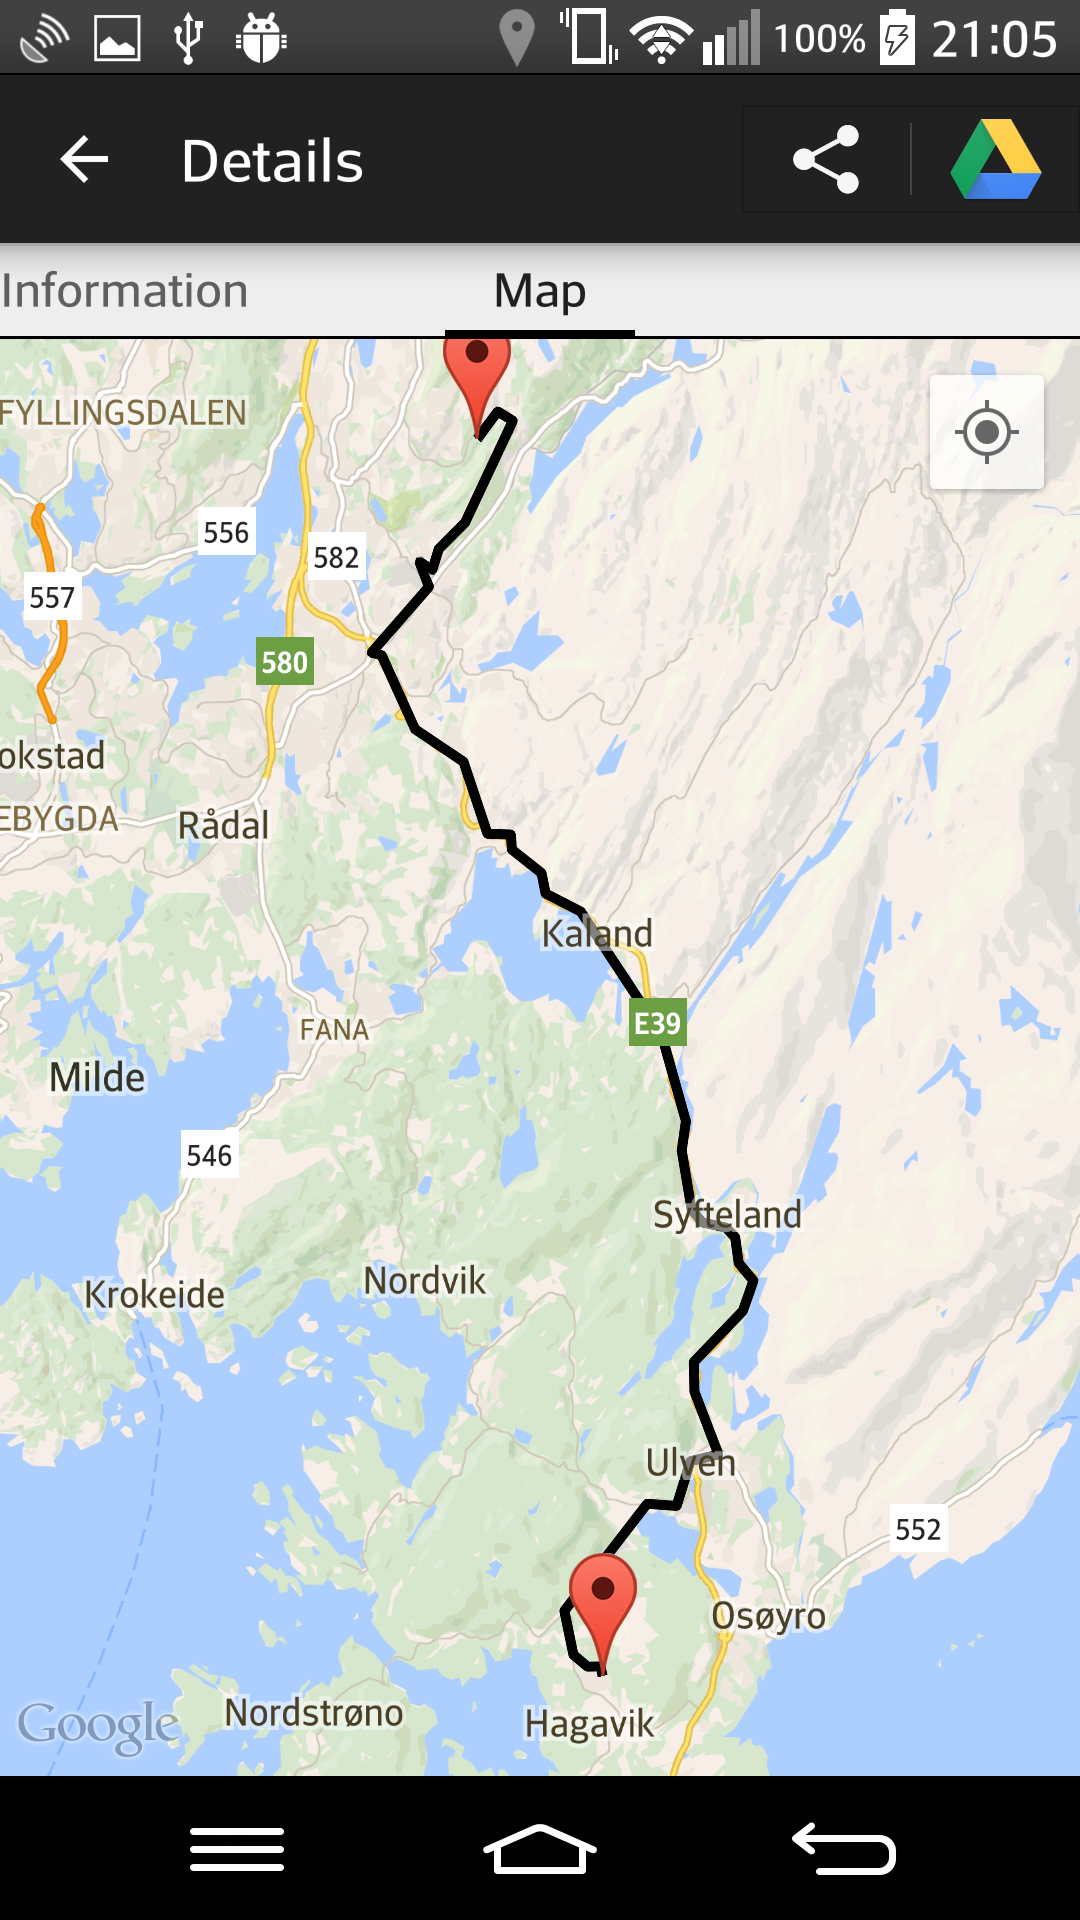 100% 21:05
Details
Information Map
FYLLINGSDALEN
556
582
557
580
okstad
EBYGDA
Rådal
Kaland
E39
FANA
Milde
546
Syfteland
Nordvik
Krokeide
Ulven
552
Osøyro
Nordstrøno
Hagavik
Google